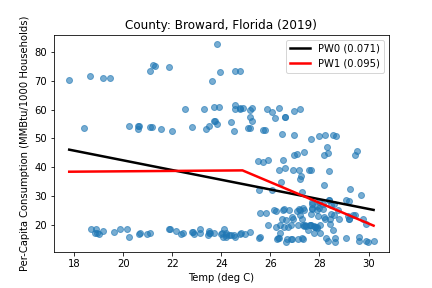 County: Broward, Florida (2019)
Per-Capita Consumption (MMBtu/1000 Households)
80
70
60
50
40
30
20
PW0 (0.071)
PW1 (0.095)
18 20 22 24 26 28 30
Temp (deg C)